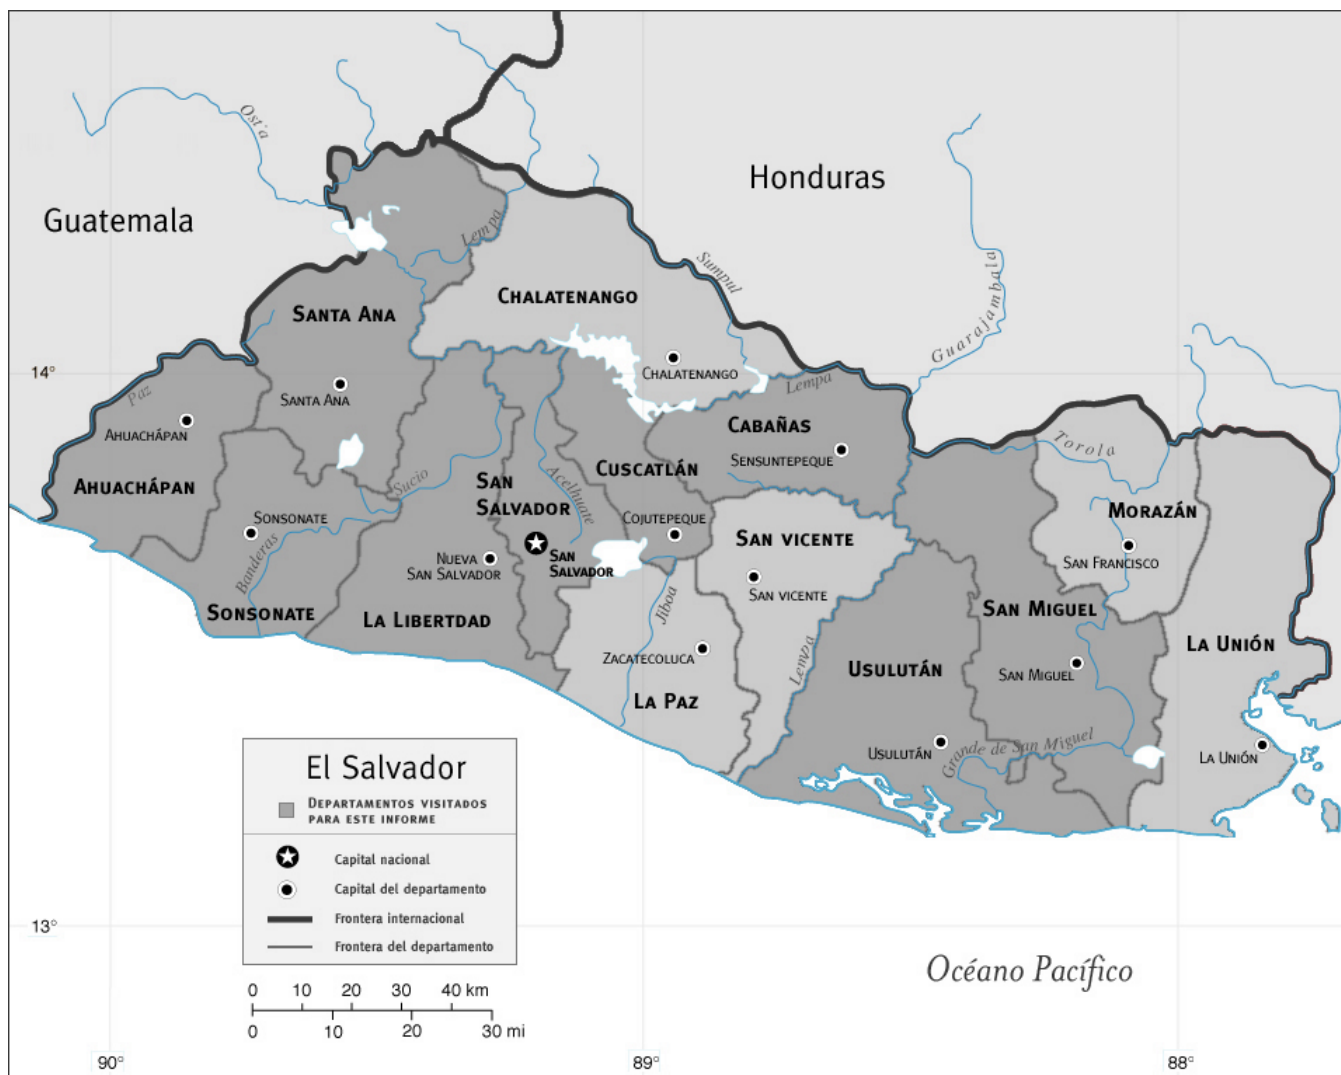 Guatemala
Honduras
Ost'a
Lempa
Sumpul
Guarajambala
SANTA ANA
CHALATENANGO
14°
Paz
SANTA ANA
CHALATENANGO
Lempa
AHUACHÁPAN
CABAÑAS
SENSUNTEPEQUE
Torola
AHUACHÁPAN
Sucio
SAN
SALVADOR
Acelhuate
CUSCATLÁN
COJUTEPEQUE
MORAZÁN
SAN FRANCISCO
SONSONATE
Banderas
NUEVA
SAN SALVADOR
SAN
SALVADOR
SAN VICENTE
SAN VICENTE
SONSONATE
LA LIBERTDAD
Jiboa
SAN MIGUEL
LA UNIÓN
ZACATECOLUCA
Lempa
USULUTÁN
SAN MIGUEL
LA PAZ
USULUTÁN
Grande de San Miguel
LA UNIÓN
El Salvador
DEPARTAMENTOS VISITADOS
PARA ESTE INFORME
Capital nacional
Capital del departamento
Frontera internacional
Frontera del departamento
13°
Océano Pacífico
0 10 20 30 40 km
0 10 20 30 mi
90° 89° 88°